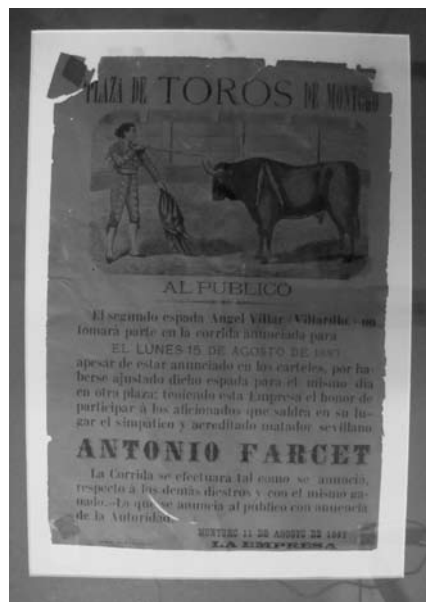 PLAZA DE TOROS DE MONTORO
AL PUBLICO
El segundo espada Angel Villar (Villarillo) no
tomará parte en la corrida anunciada para
EL LUNES 15 DE AGOSTO DE 1887
apesar de estar anunciado en los carteles, por ha-
berse ajustado dicho espada para el mismo dia
en otra plaza; teniendo esta Empresa el honor de
participar á los aficionados que saldrá en su lu-
gar el simpático y acreditado matador sevillano
ANTONIO FARCET
La Corrida se efectuará tal como se anuncia,
respecto á los demás diestros y con el mismo ga-
nado.—Lo que se anuncia al público con anuencia
de la Autoridad.
MONTORO 11 DE AGOSTO DE 1887
LA EMPRESA